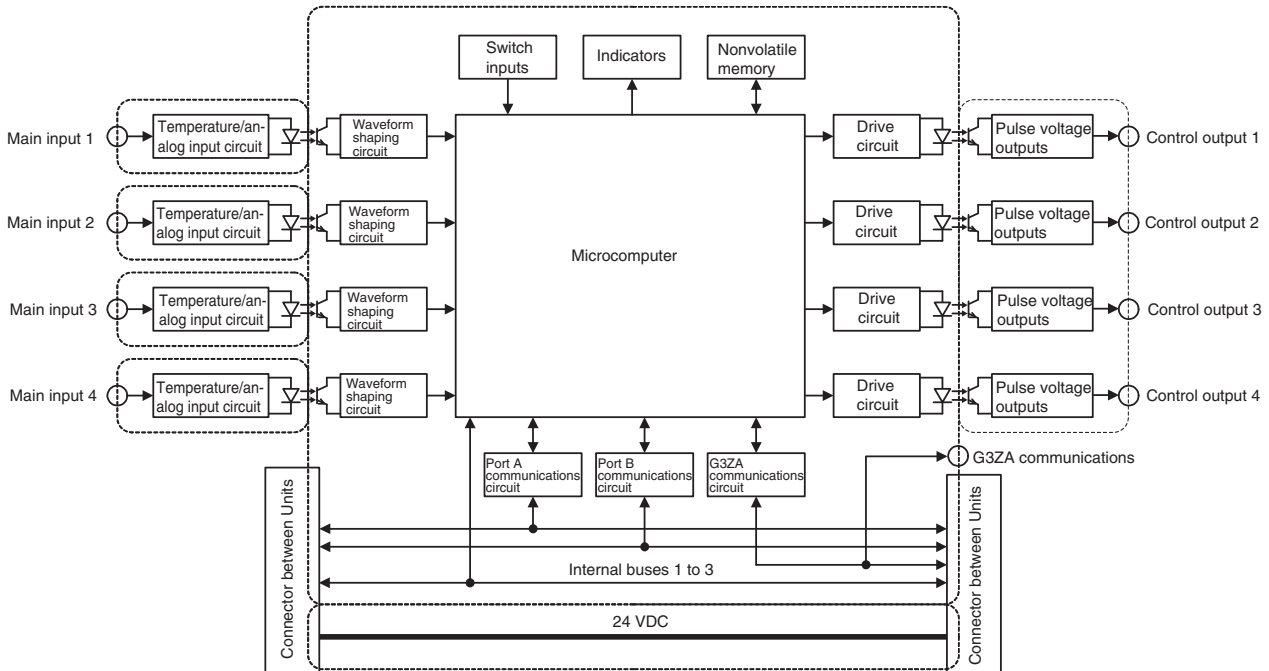 Switch
inputs
Indicators
Nonvolatile
memory
Main input 1
Temperature/an-
alog input circuit
Waveform
shaping
circuit
Drive
circuit
Pulse voltage
outputs
Control output 1
Main input 2
Temperature/an-
alog input circuit
Waveform
shaping
circuit
Drive
circuit
Pulse voltage
outputs
Control output 2
Microcomputer
Main input 3
Temperature/an-
alog input circuit
Waveform
shaping
circuit
Drive
circuit
Pulse voltage
outputs
Control output 3
Main input 4
Temperature/an-
alog input circuit
Waveform
shaping
circuit
Drive
circuit
Pulse voltage
outputs
Control output 4
Port A
communications
circuit
Port B
communications
circuit
G3ZA
communications
circuit
G3ZA communications
Connector between Units
Internal buses 1 to 3
Connector between Units
24 VDC